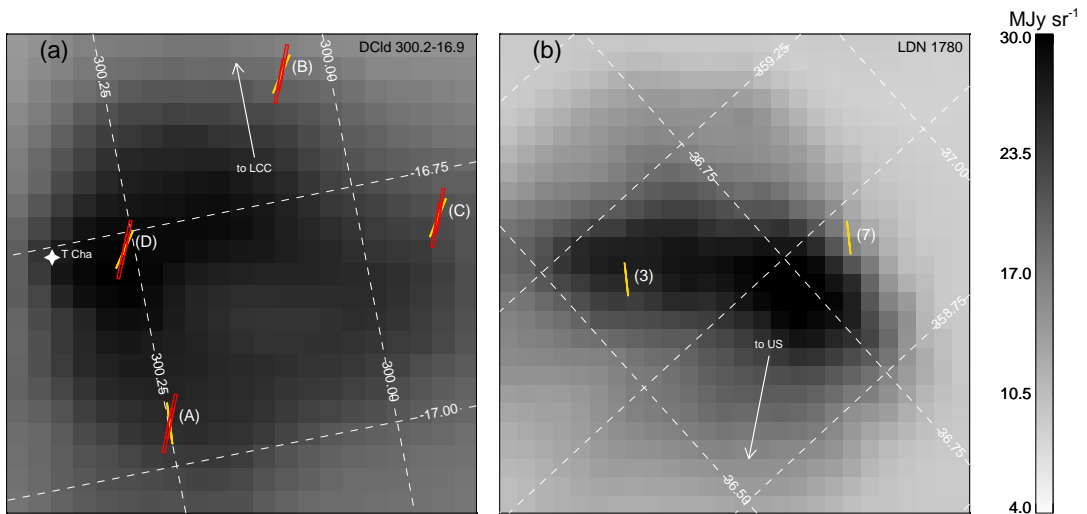 (a)
DCld 300.2-16.9
300.25
300.00
(B)
to LCC
-16.75
(C)
(D)
T Cha
300.25
300.00
(A)
-17.00
(b)
LDN 1780
359.25
-36.75
-37.00
(7)
(3)
358.75
to US
-36.75
-36.50
MJy sr⁻¹
30.0
23.5
17.0
10.5
4.0